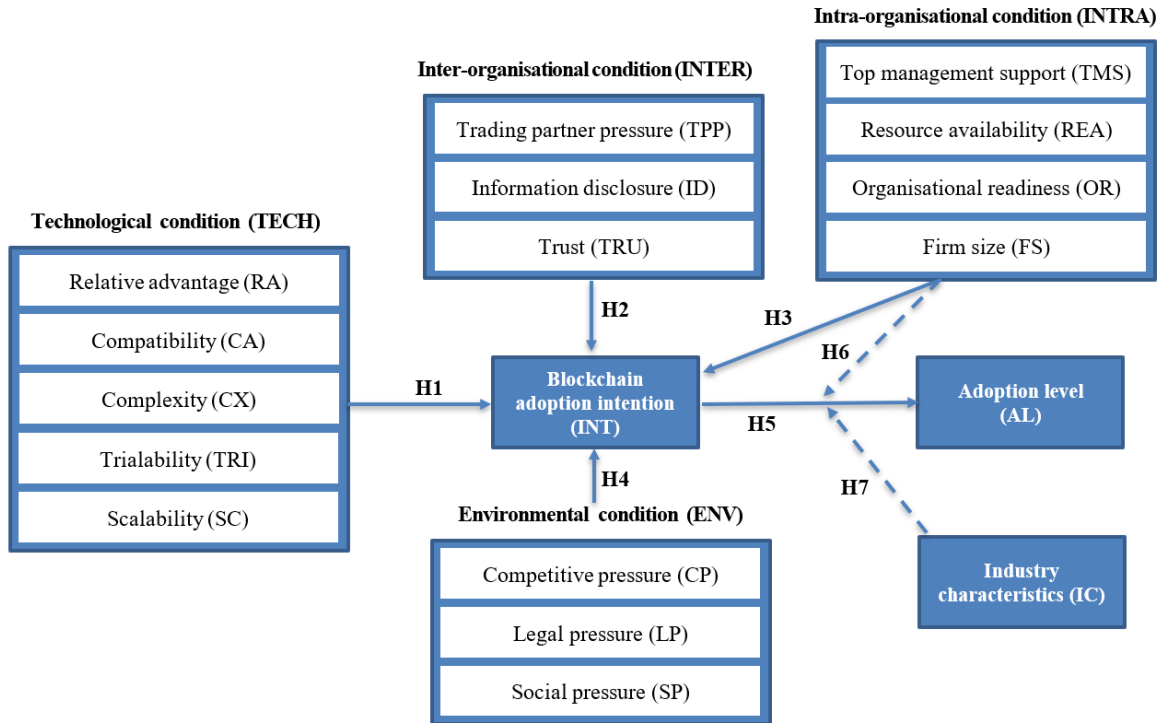 Technological condition (TECH)
Relative advantage (RA)
Compatibility (CA)
Complexity (CX)
Trialability (TRI)
Scalability (SC)
H1
Inter-organisational condition (INTER)
Trading partner pressure (TPP)
Information disclosure (ID)
Trust (TRU)
H2
Intra-organisational condition (INTRA)
Top management support (TMS)
Resource availability (REA)
Organisational readiness (OR)
Firm size (FS)
H3
H6
Blockchain
adoption intention
(INT)
H5
Adoption level
(AL)
H4
H7
Environmental condition (ENV)
Competitive pressure (CP)
Legal pressure (LP)
Social pressure (SP)
Industry
characteristics (IC)